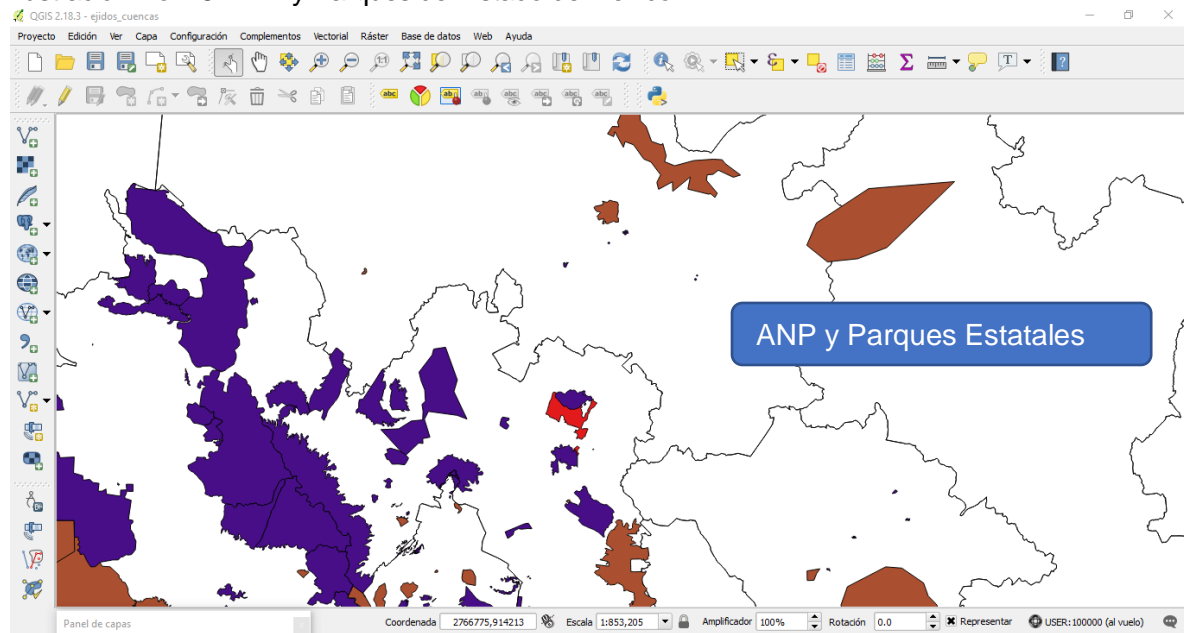 QGIS 2.18.3 - ejidos_cuencas
Proyecto Edición Ver Capa Configuración Complementos Vectorial Ráster Base de datos Web Ayuda
ANP y Parques Estatales
Panel de capas
Coordenada 2766775,914213 Escala 1:853,205 Amplificador 100% Rotación 0.0 Representar USER:100000 (al vuelo)